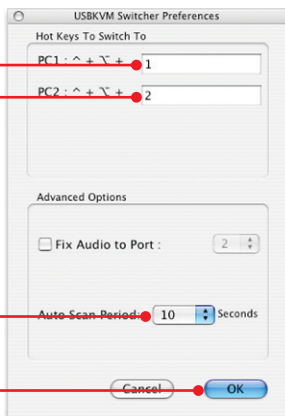 USBKVM Switcher Preferences
Hot Keys To Switch To
PC1 : ^ + ⌥ + 1
PC2 : ^ + ⌥ + 2
Advanced Options
Fix Audio to Port : 2
Auto Scan Period: 10 Seconds
Cancel OK